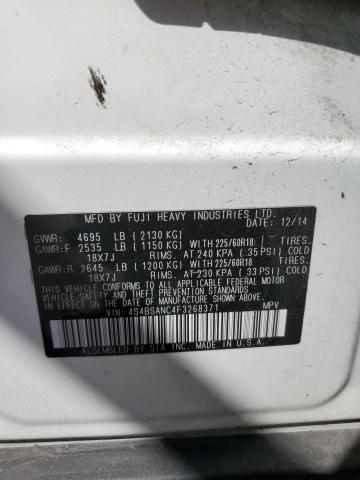 MFD BY FUJI HEAVY INDUSTRIES LTD.
DATE: 12/14
GVWR: 4695 LB (2130 KG)
GAWR:F 2535 LB (1150 KG) WITH 225/60R18 TIRES.
18X7J RIMS. AT 240 KPA (35 PSI) COLD
GAWR:R 2645 LB (1200 KG) WITH 225/60R18 TIRES.
18X7J RIMS. AT 230 KPA (33 PSI) COLD
THIS VEHICLE CONFORMS TO ALL APPLICABLE FEDERAL MOTOR
VEHICLE SAFETY, BUMPER, AND THEFT PREVENTION STANDARDS
IN EFFECT ON THE DATE OF MANUFACTURE SHOWN ABOVE.
VIN: 4S4BSANC4F3268371 MPV
ASSEMBLED BY SIA INC. MADE IN U.S.A.